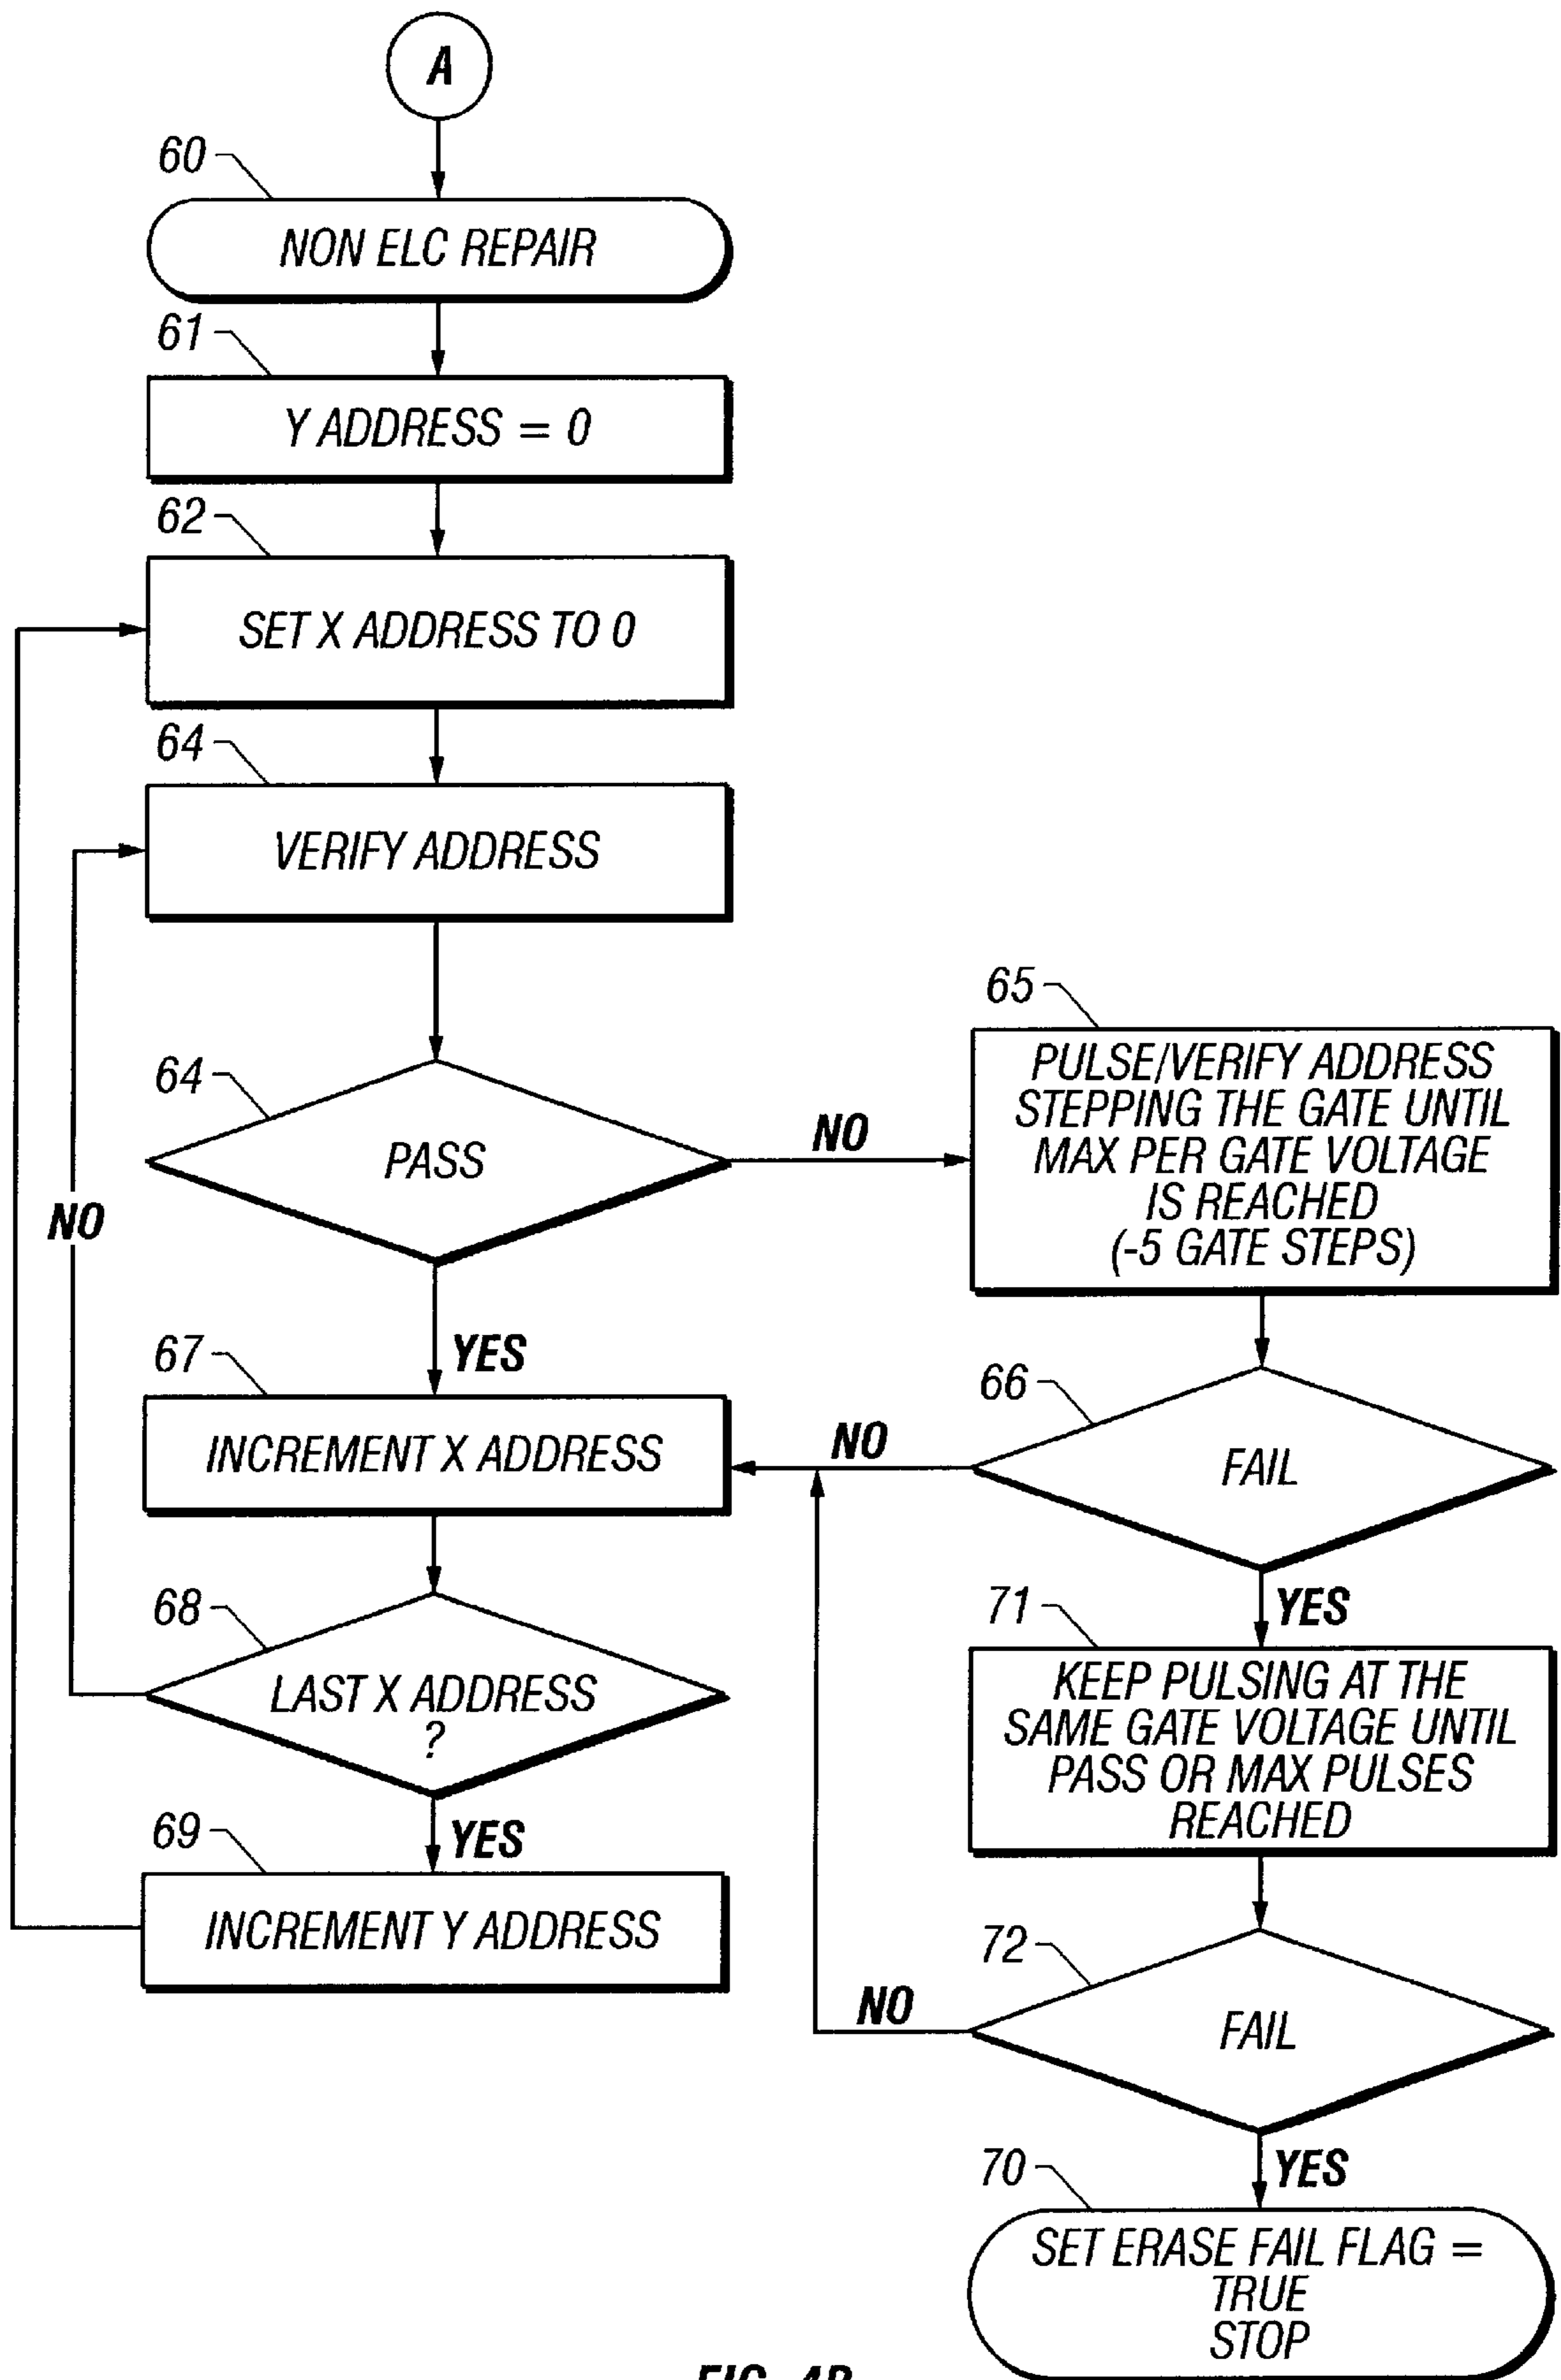 A
60
NON ELC REPAIR
61
Y ADDRESS = 0
62
SET X ADDRESS TO 0
64
VERIFY ADDRESS
64
PASS
NO
NO
YES
65
PULSE/VERIFY ADDRESS
STEPPING THE GATE UNTIL
MAX PER GATE VOLTAGE
IS REACHED
(-5 GATE STEPS)
66
FAIL
NO
YES
67
INCREMENT X ADDRESS
68
LAST X ADDRESS
?
YES
69
INCREMENT Y ADDRESS
71
KEEP PULSING AT THE
SAME GATE VOLTAGE UNTIL
PASS OR MAX PULSES
REACHED
72
FAIL
NO
YES
70
SET ERASE FAIL FLAG =
TRUE
STOP
FIG. 4B